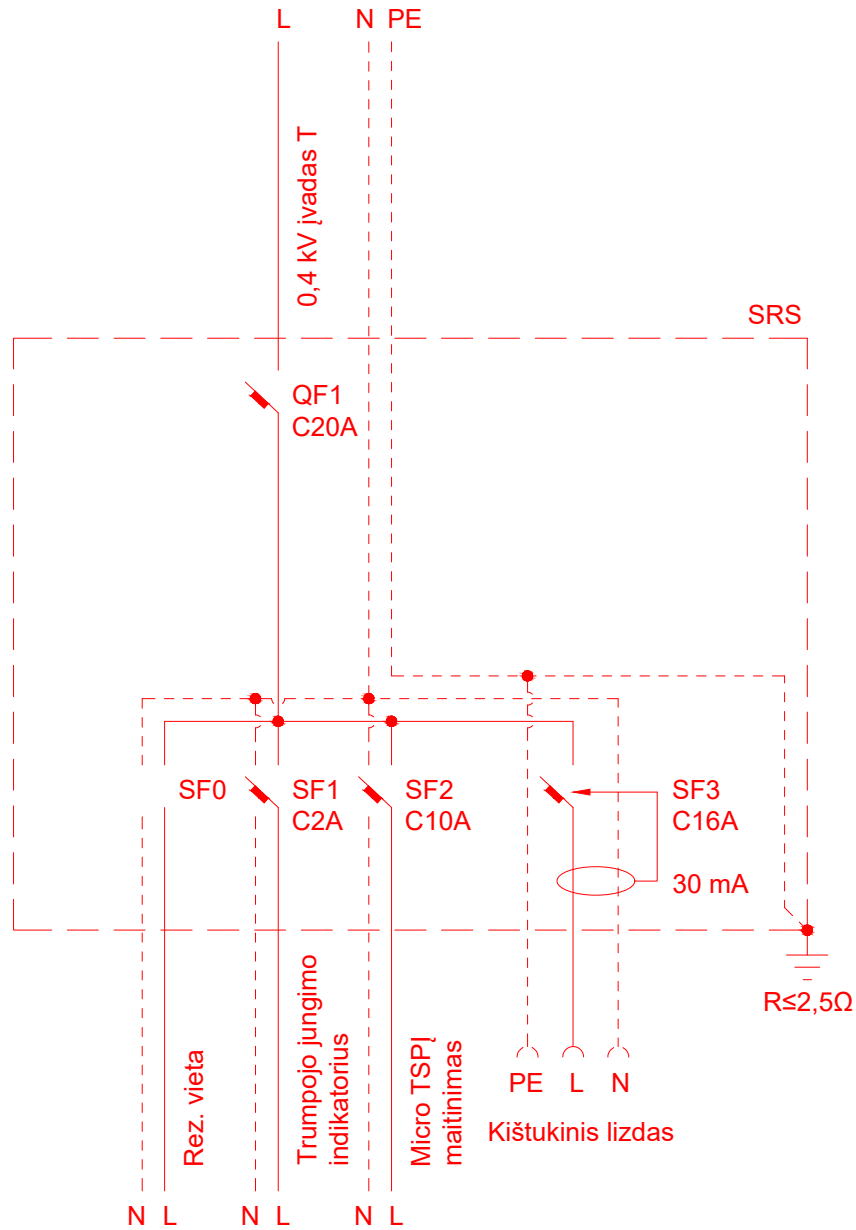 L
N PE
0,4 kV įvadas T
SRS
QF1
C20A
SF0
SF1
C2A
SF2
C10A
SF3
C16A
30 mA
R≤2,5Ω
Rez. vieta
Trumpojo jungimo
indikatorius
Micro TSPĮ
maitinimas
PE L N
Kištukinis lizdas
N L N L N L